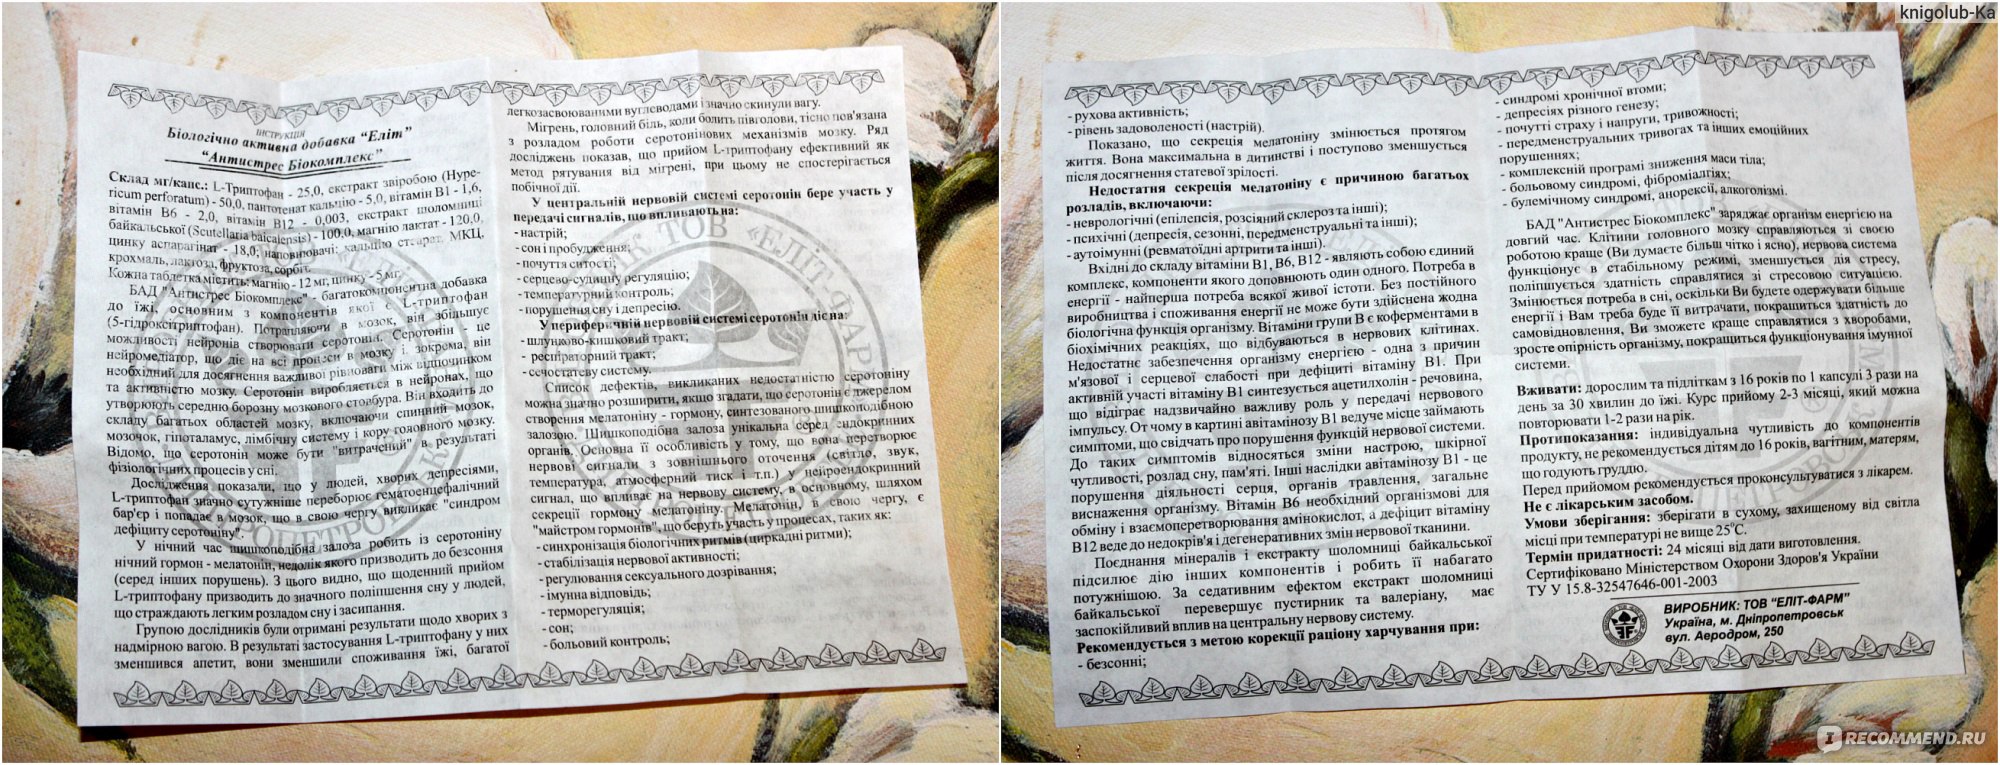 ІНСТРУКЦІЯ
Біологічно активна добавка "Еліт"
"Антистрес Біокомплекс"
Склад мг/капс.: L-Триптофан - 25,0, екстракт звіробою (Hype-
ricum perforatum) - 50,0, пантотенат кальцію - 5,0, вітамін В1 - 1,6,
вітамін В6 - 2,0, вітамін В12 - 0,003, екстракт шоломниці
байкальської (Scutellaria baicalensis) - 100,0, магнію лактат - 120,0,
цинку аспарагінат - 18,0, наповнювачі: кальцію стеарат, МКЦ,
крохмаль, лактоза, фруктоза, сорбіт.
Кожна таблетка містить: магнію - 12 мг, цинку - 5 мг.
БАД "Антистрес Біокомплекс" - багатокомпонентна добавка
до їжі, основним з компонентів якої є L-триптофан
(5-гідрокситриптофан). Потрапляючи в мозок, він збільшує
можливості нейронів створювати серотонін. Серотонін - це
нейромедіатор, що діє на всі процеси в мозку і, зокрема, він
необхідний для досягнення важливої рівноваги між відпочинком
та активністю мозку. Серотонін виробляється в нейронах, що
утворюють середню борозну мозкового стовбура. Він входить до
складу багатьох областей мозку, включаючи спинний мозок,
мозочок, гіпоталамус, лімбічну систему і кору головного мозку.
Відомо, що серотонін може бути "витрачений" в результаті
фізіологічних процесів у сні.
Дослідження показали, що у людей, хворих депресіями,
L-триптофан значно сутужніше переборює гематоенцефалічний
бар'єр і попадає в мозок, що в свою чергу викликає "синдром
дефіциту серотоніну".
У нічний час шишкоподібна залоза робить із серотоніну
нічний гормон - мелатонін, недолік якого призводить до безсоння
(серед інших порушень). З цього видно, що щоденний прийом
L-триптофану призводить до значного поліпшення сну у людей,
що страждають легким розладом сну і засипання.
Групою дослідників були отримані результати щодо хворих з
надмірною вагою. В результаті застосування L-триптофану у них
зменшився апетит, вони зменшили споживання їжі, багатої
легкозасвоюваними вуглеводами і значно скинули вагу.
Мігрень, головний біль, коли болить півголови, тісно пов'язана
з розладом роботи серотонінових механізмів мозку. Ряд
досліджень показав, що прийом L-триптофану ефективний як
метод рятування від мігрені, при цьому не спостерігається
побічної дії.
У центральній нервовій системі серотонін бере участь у
передачі сигналів, що впливають на:
- настрій;
- сон і пробудження;
- почуття ситості;
- серцево-судинну регуляцію;
- температурний контроль;
- порушення сну і депресію.
У периферичній нервовій системі серотонін діє на:
- шлунково-кишковий тракт;
- респіраторний тракт;
- сечостатеву систему.
Список дефектів, викликаних недостатністю серотоніну
можна значно розширити, якщо згадати, що серотонін є джерелом
створення мелатоніну - гормону, синтезованого шишкоподібною
залозою. Шишкоподібна залоза унікальна серед ендокринних
органів. Основна її особливість у тому, що вона перетворює
нервові сигнали з зовнішнього оточення (світло, звук,
температура, атмосферний тиск і т.п.) у нейроендокринний
сигнал, що впливає на нервову систему, в основному, шляхом
секреції гормону мелатоніну. Мелатонін, в свою чергу, є
"майстром гормонів", що беруть участь у процесах, таких як:
- синхронізація біологічних ритмів (циркадні ритми);
- стабілізація нервової активності;
- регулювання сексуального дозрівання;
- імунна відповідь;
- терморегуляція;
- сон;
- больовий контроль;
knigolub-Ka
- рухова активність;
- рівень задоволеності (настрій).
Показано, що секреція мелатоніну змінюється протягом
життя. Вона максимальна в дитинстві і поступово зменшується
після досягнення статевої зрілості.
Недостатня секреція мелатоніну є причиною багатьох
розладів, включаючи:
- неврологічні (епілепсія, розсіяний склероз та інші);
- психічні (депресія, сезонні, передменструальні та інші);
- аутоімунні (ревматоїдні артрити та інші).
Вхідні до складу вітаміни В1, В6, В12 - являють собою єдиний
комплекс, компоненти якого доповнюють один одного. Потреба в
енергії - найперша потреба всякої живої істоти. Без постійного
виробництва і споживання енергії не може бути здійснена жодна
біологічна функція організму. Вітаміни групи В є коферментами в
біохімічних реакціях, що відбуваються в нервових клітинах.
Недостатнє забезпечення організму енергією - одна з причин
м'язової і серцевої слабості при дефіциті вітаміну В1. При
активній участі вітаміну В1 синтезується ацетилхолін - речовина,
що відіграє надзвичайно важливу роль у передачі нервового
імпульсу. От чому в картині авітамінозу В1 ведуче місце займають
симптоми, що свідчать про порушення функцій нервової системи.
До таких симптомів відносяться зміни настрою, шкірної
чутливості, розлад сну, пам'яті. Інші наслідки авітамінозу В1 - це
порушення діяльності серця, органів травлення, загальне
виснаження організму. Вітамін В6 необхідний організмові для
обміну і взаємоперетворювання амінокислот, а дефіцит вітаміну
В12 веде до недокрів'я і дегенеративних змін нервової тканини.
Поєднання мінералів і екстракту шоломниці байкальської
підсилює дію інших компонентів і робить її набагато
потужнішою. За седативним ефектом екстракт шоломниці
байкальської перевершує пустирник та валеріану, має
заспокійливий вплив на центральну нервову систему.
Рекомендується з метою корекції раціону харчування при:
- безсонні;
- синдромі хронічної втоми;
- депресіях різного генезу;
- почутті страху і напруги, тривожності;
- передменструальних тривогах та інших емоційних
порушеннях;
- комплексній програмі зниження маси тіла;
- больовому синдромі, фіброміалгіях;
- булемічному синдромі, анорексії, алкоголізмі.
БАД "Антистрес Біокомплекс" заряджає організм енергією на
довгий час. Клітини головного мозку справляються зі своєю
роботою краще (Ви думаєте більш чітко і ясно), нервова система
функціонує в стабільному режимі, зменшується дія стресу,
поліпшується здатність справлятися зі стресовою ситуацією.
Змінюється потреба в сні, оскільки Ви будете одержувати більше
енергії і Вам треба буде її витрачати, покращиться здатність до
самовідновлення, Ви зможете краще справлятися з хворобами,
зросте опірність організму, покращиться функціонування імунної
системи.
Вживати: дорослим та підліткам з 16 років по 1 капсулі 3 рази на
день за 30 хвилин до їжі. Курс прийому 2-3 місяці, який можна
повторювати 1-2 рази на рік.
Протипоказання: індивідуальна чутливість до компонентів
продукту, не рекомендується дітям до 16 років, вагітним, матерям,
що годують груддю.
Перед прийомом рекомендується проконсультуватися з лікарем.
Не є лікарським засобом.
Умови зберігання: зберігати в сухому, захищеному від світла
місці при температурі не вище 25°С.
Термін придатності: 24 місяці від дати виготовлення.
Сертифіковано Міністерством Охорони Здоров'я України
ТУ У 15.8-32547646-001-2003
ВИРОБНИК: ТОВ "ЕЛІТ-ФАРМ"
Україна, м. Дніпропетровськ
вул. Аеродром, 250
IRECOMMEND.RU